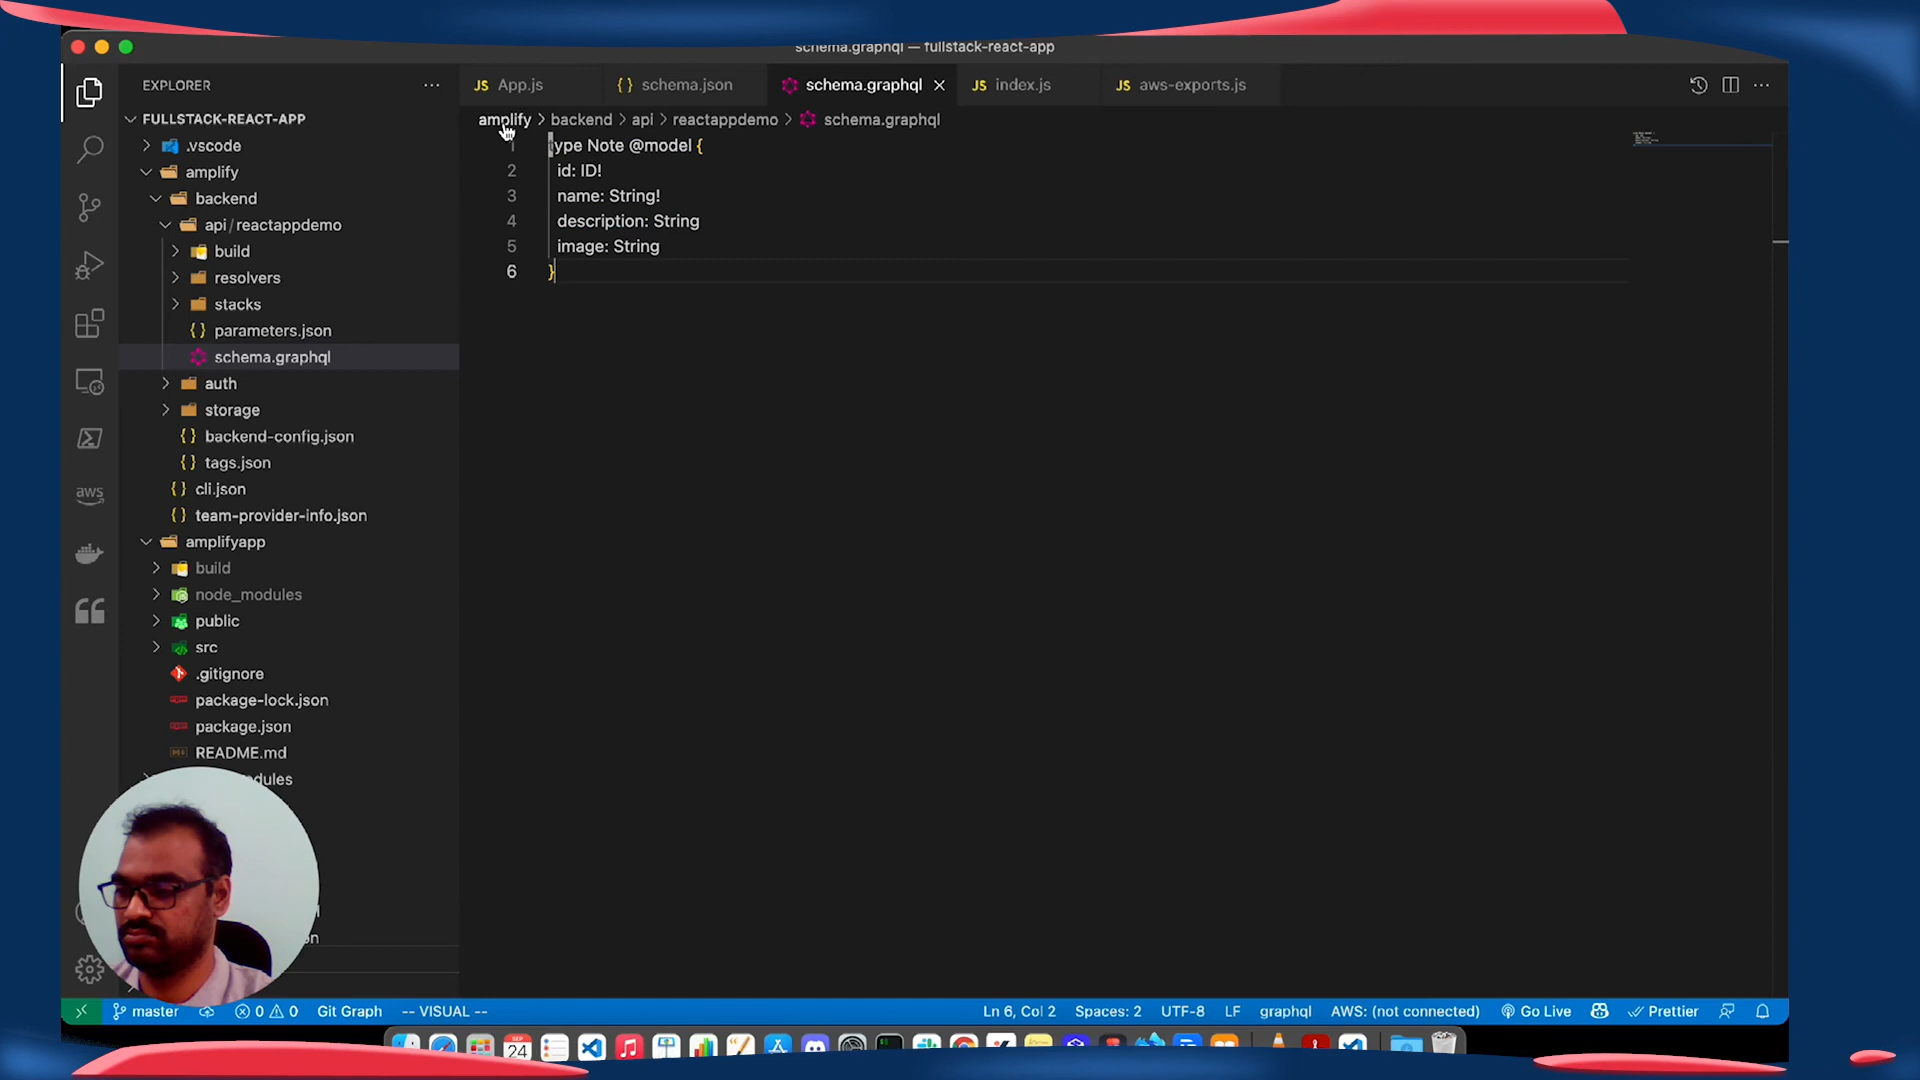 schema.graphql — fullstack-react-app
EXPLORER
App.js
schema.json
schema.graphql
index.js
aws-exports.js
FULLSTACK-REACT-APP
amplify > backend > api > reactappdemo > schema.graphql
.vscode
amplify
backend
api/reactappdemo
build
resolvers
stacks
parameters.json
schema.graphql
auth
storage
backend-config.json
tags.json
cli.json
team-provider-info.json
amplifyapp
build
node_modules
public
src
.gitignore
package-lock.json
package.json
README.md
1 ype Note @model {
2 id: ID!
3 name: String!
4 description: String
5 image: String
6 }
aws
master
0 0
Git Graph
-- VISUAL --
Ln 6, Col 2
Spaces: 2
UTF-8
LF
graphql
AWS: (not connected)
Go Live
Prettier
SEP
24